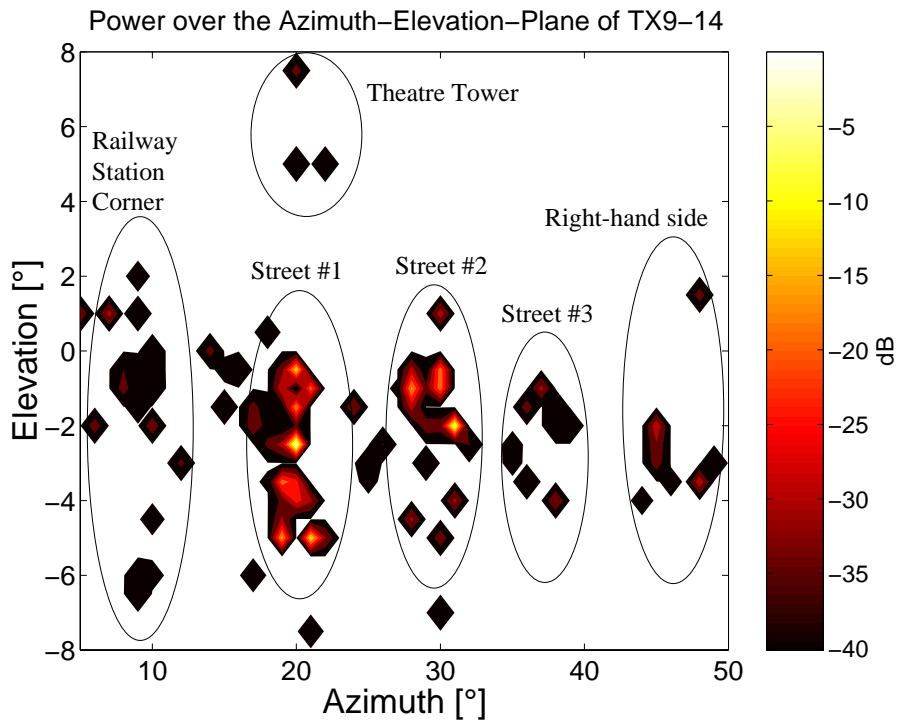 Power over the Azimuth−Elevation−Plane of TX9−14
8
6
4
2
0
−2
−4
−6
−8
Elevation [°]
10
20
30
40
50
Azimuth [°]
Theatre Tower
Railway
Station
Corner
Street #1
Street #2
Street #3
Right-hand side
−5
−10
−15
−20
−25
−30
−35
−40
dB